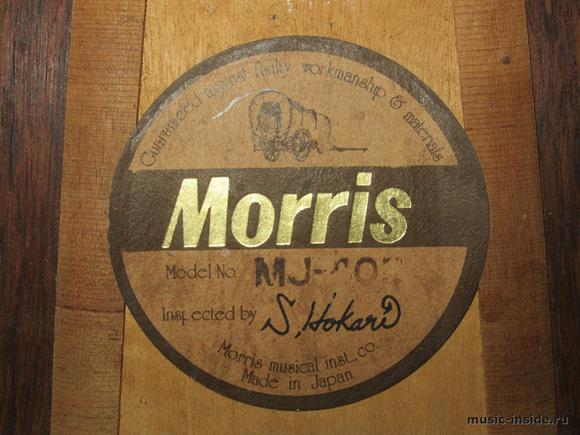 Guaranteed against faulty workmanship & materials
Morris
Model No.
Inspected by S. Hokari
Morris musical inst., co.
Made in Japan
music-inside.ru